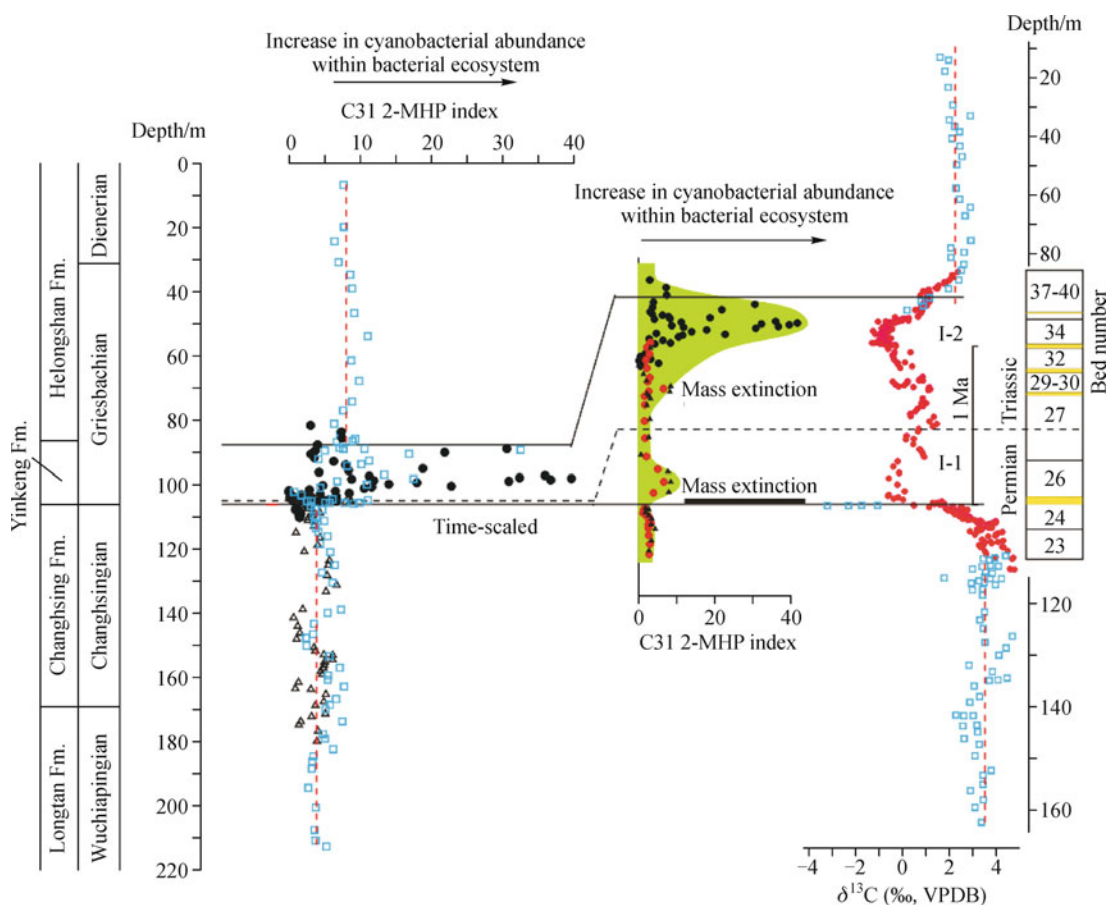 Increase in cyanobacterial abundance
within bacterial ecosystem
C31 2-MHP index
0 10 20 30 40
Depth/m
0
20
40
60
80
100
120
140
160
180
200
220
Yinkeng Fm.
Helongshan Fm.
Changhsing Fm.
Longtan Fm.
Dienerian
Griesbachian
Changhsingian
Wuchiapingian
Time-scaled
Increase in cyanobacterial abundance
within bacterial ecosystem
Mass extinction
Mass extinction
0 20 40
C31 2-MHP index
I-2
I-1
1 Ma
Triassic
Permian
Depth/m
20
40
60
80
120
140
160
37-40
34
32
29-30
27
26
24
23
Bed number
−4 −2 0 2 4
δ13C (‰, VPDB)